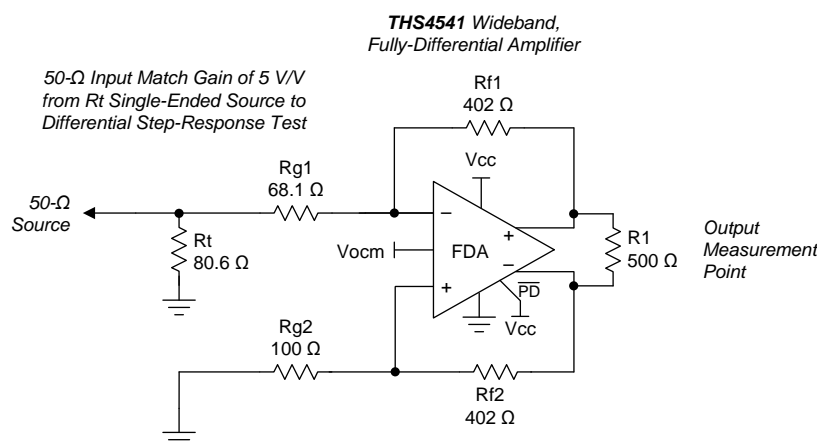 THS4541 Wideband,
Fully-Differential Amplifier
50-Ω Input Match Gain of 5 V/V
from Rt Single-Ended Source to
Differential Step-Response Test
Rf1
402 Ω
Vcc
Rg1
68.1 Ω
50-Ω
Source
Rt
80.6 Ω
Vocm
−
+
FDA
+
−
R1
500 Ω
Output
Measurement
Point
PD
Vcc
Rg2
100 Ω
Rf2
402 Ω